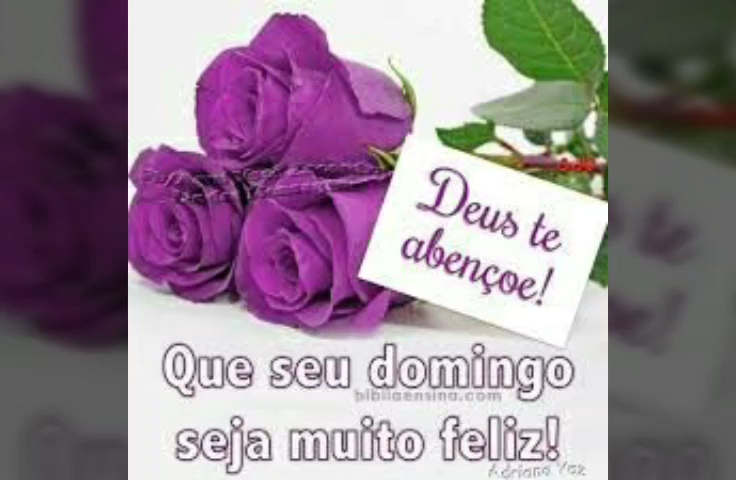 Deus te
abençoe!
Que seu domingo
bibliaensina.com
seja muito feliz!
Adriana Vaz